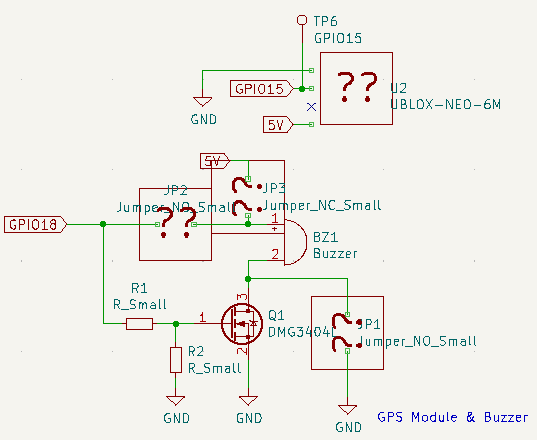 TP6
GPIO15
GPIO15
??
U2
UBLOX-NEO-6M
GND
5V
5V
JP2
Jumper_NO_Small
??
JP3
Jumper_NC_Small
GPIO18
1
+
2
BZ1
Buzzer
R1
R_Small
1
3
2
Q1
DMG3404L
R2
R_Small
JP1
Jumper_NO_Small
GND
GND
GND
GPS Module & Buzzer